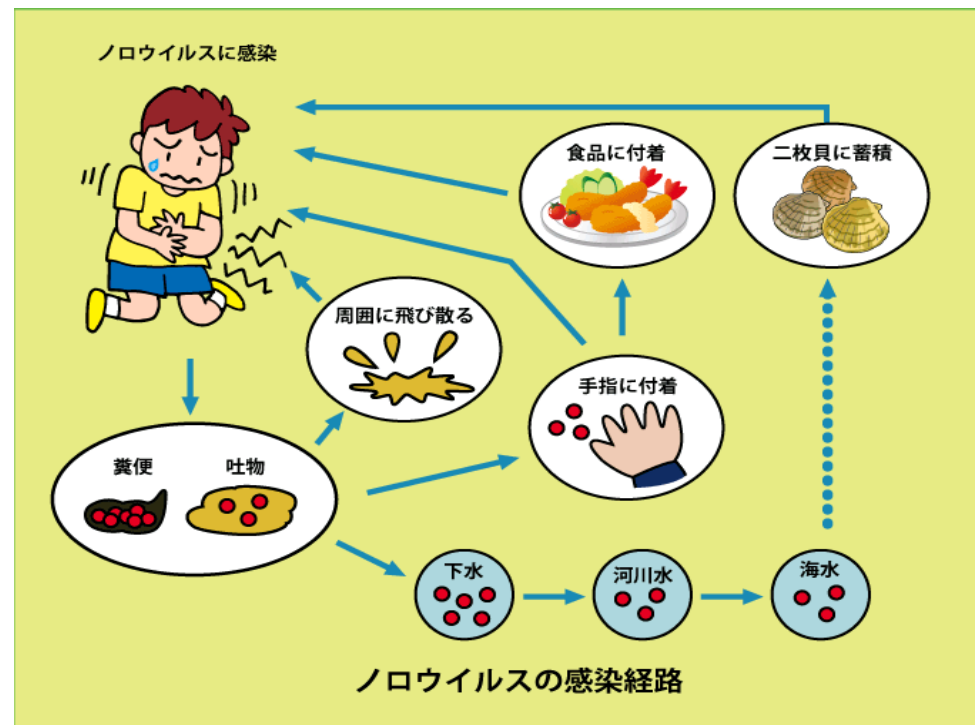 ノロウイルスに感染
食品に付着
二枚貝に蓄積
周囲に飛び散る
手指に付着
糞便
吐物
下水
河川水
海水
ノロウイルスの感染経路